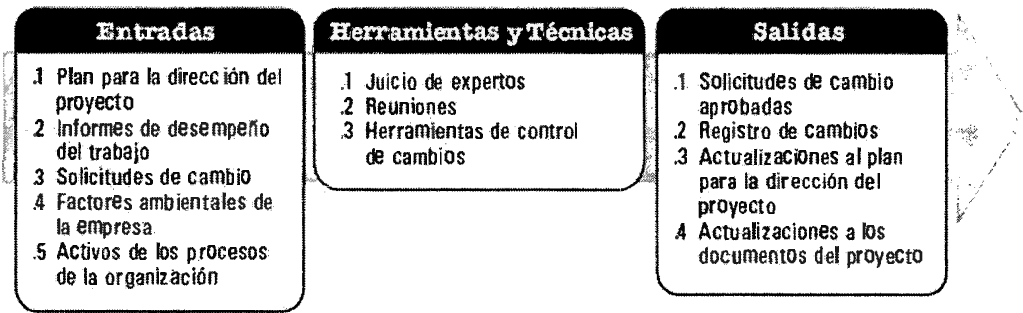 Entradas
.1 Plan para la dirección del
proyecto
.2 Informes de desempeño
del trabajo
.3 Solicitudes de cambio
.4 Factores ambientales de
la empresa
.5 Activos de los procesos
de la organización
Herramientas y Técnicas
.1 Juicio de expertos
.2 Reuniones
.3 Herramientas de control
de cambios
Salidas
.1 Solicitudes de cambio
aprobadas
.2 Registro de cambios
.3 Actualizaciones al plan
para la dirección del
proyecto
.4 Actualizaciones a los
documentos del proyecto